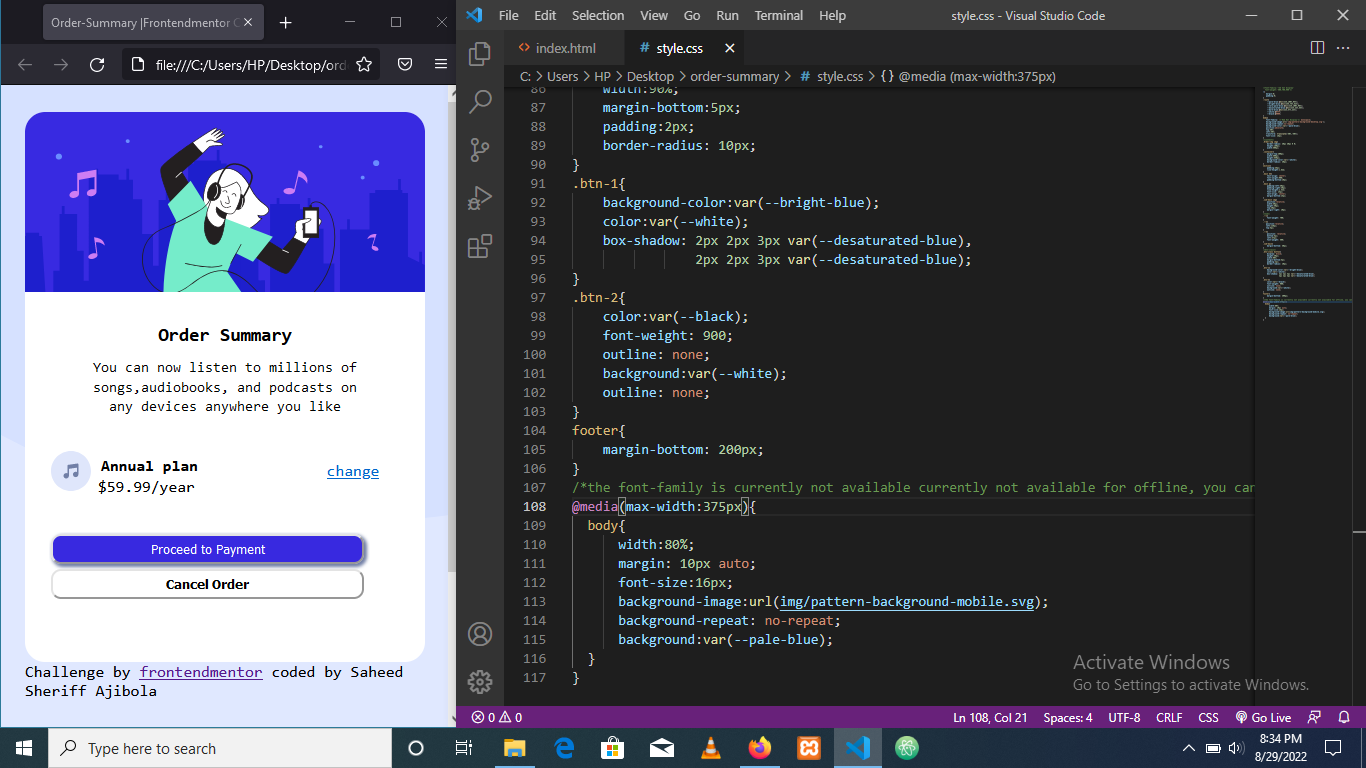 Order-Summary |Frontendmentor C
file:///C:/Users/HP/Desktop/ord
Order Summary
You can now listen to millions of
songs,audiobooks, and podcasts on
any devices anywhere you like
Annual plan
$59.99/year
change
Proceed to Payment
Cancel Order
Challenge by frontendmentor coded by Saheed
Sheriff Ajibola
File Edit Selection View Go Run Terminal Help
style.css - Visual Studio Code
index.html
# style.css
C: > Users > HP > Desktop > order-summary > # style.css > {} @media (max-width:375px)
86 width:90%;
87 margin-bottom:5px;
88 padding:2px;
89 border-radius: 10px;
90 }
91 .btn-1{
92 background-color:var(--bright-blue);
93 color:var(--white);
94 box-shadow: 2px 2px 3px var(--desaturated-blue),
95 2px 2px 3px var(--desaturated-blue);
96 }
97 .btn-2{
98 color:var(--black);
99 font-weight: 900;
100 outline: none;
101 background:var(--white);
102 outline: none;
103 }
104 footer{
105 margin-bottom: 200px;
106 }
107 /*the font-family is currently not available currently not available for offline, you can
108 @media(max-width:375px){
109 body{
110 width:80%;
111 margin: 10px auto;
112 font-size:16px;
113 background-image:url(img/pattern-background-mobile.svg);
114 background-repeat: no-repeat;
115 background:var(--pale-blue);
116 }
117 }
Activate Windows
Go to Settings to activate Windows.
0 0
Ln 108, Col 21 Spaces: 4 UTF-8 CRLF CSS Go Live
Type here to search
8:34 PM
8/29/2022